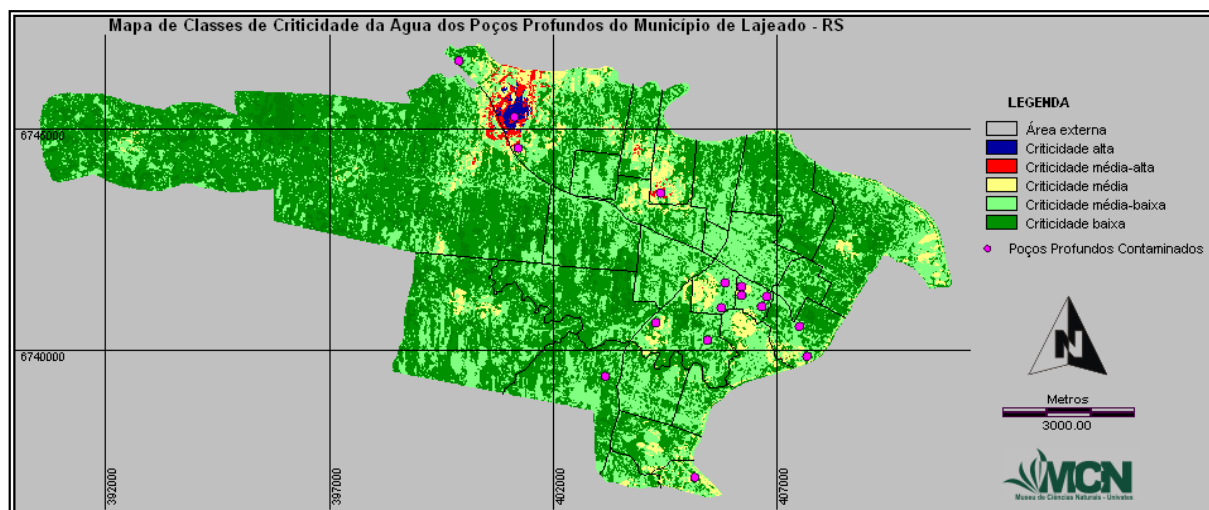 Mapa de Classes de Criticidade da Agua dos Poços Profundos do Município de Lajeado - RS
LEGENDA
Área externa
Criticidade alta
Criticidade média-alta
Criticidade média
Criticidade média-baixa
Criticidade baixa
Poços Profundos Contaminados
6745000
6740000
N
Metros
3000.00
392000
397000
402000
407000
MCN
Museu de Ciências Naturais - Univates